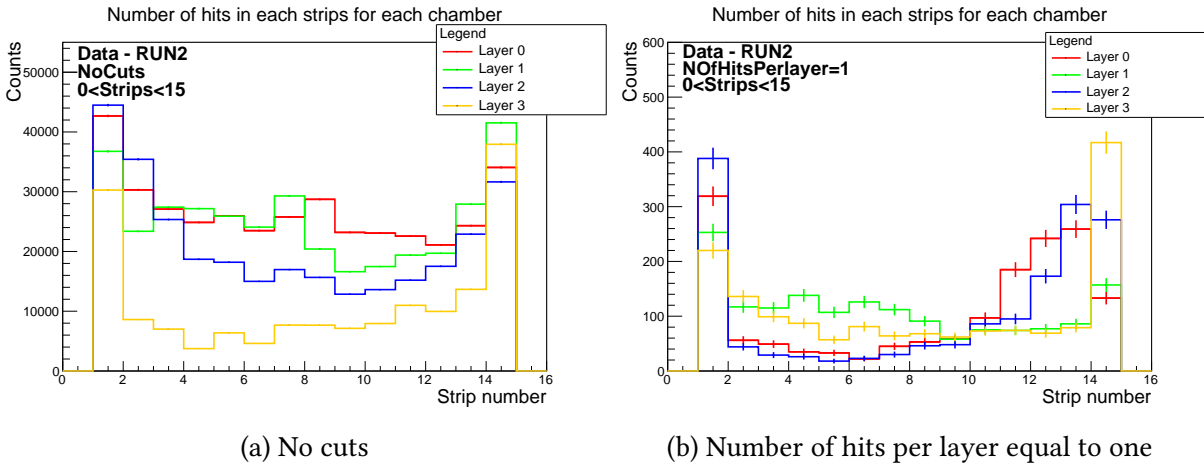 Number of hits in each strips for each chamber
Counts
50000
40000
30000
20000
10000
0
Data - RUN2
NoCuts
0<Strips<15
Legend
Layer 0
Layer 1
Layer 2
Layer 3
0 2 4 6 8 10 12 14 16
Strip number
(a) No cuts
Number of hits in each strips for each chamber
Counts
600
500
400
300
200
100
0
Data - RUN2
NOfHitsPerlayer=1
0<Strips<15
Legend
Layer 0
Layer 1
Layer 2
Layer 3
0 2 4 6 8 10 12 14 16
Strip number
(b) Number of hits per layer equal to one